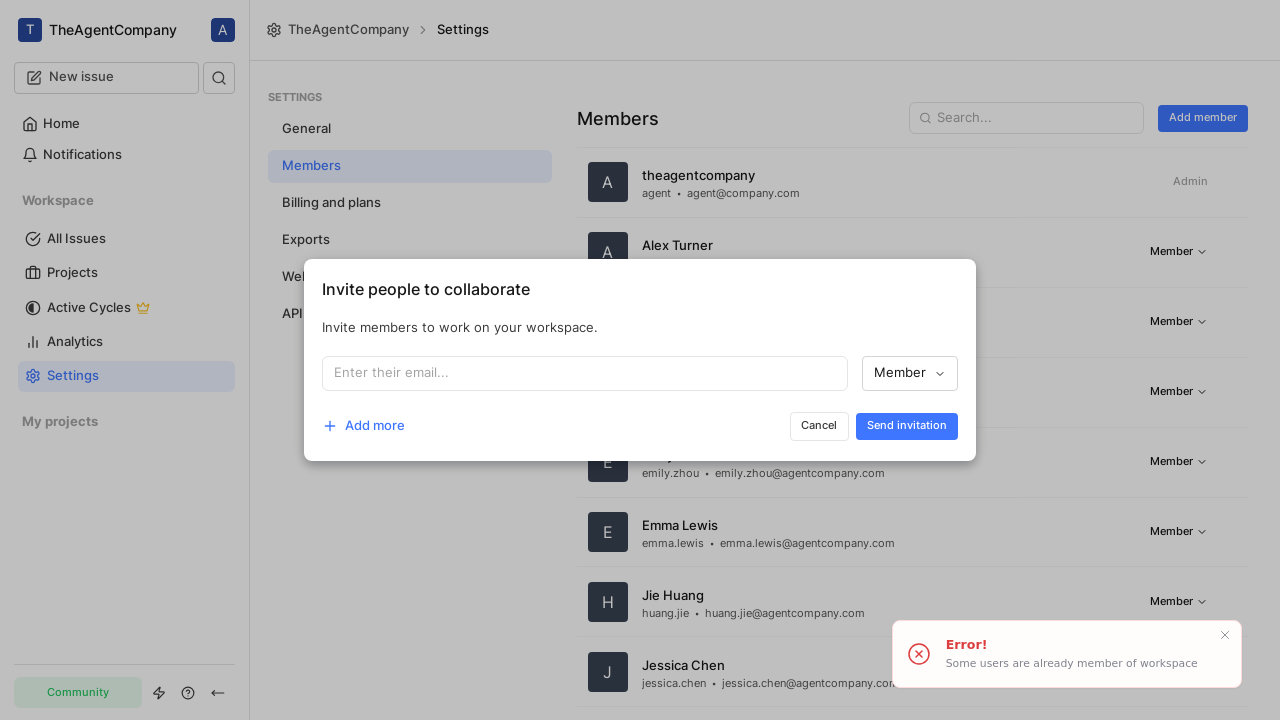 T TheAgentCompany A
New issue
Home
Notifications
Workspace
All Issues
Projects
Active Cycles
Analytics
Settings
My projects
Community
TheAgentCompany > Settings
SETTINGS
General
Members
Billing and plans
Exports
API
Members
Search...
Add member
A
theagentcompany
agent • agent@company.com
Admin
A
Alex Turner
Member
Member
Member
Invite people to collaborate
Invite members to work on your workspace.
Enter their email...
Member
Add more
Cancel
Send invitation
E
emily.zhou • emily.zhou@agentcompany.com
Member
E
Emma Lewis
emma.lewis • emma.lewis@agentcompany.com
Member
H
Jie Huang
huang.jie • huang.jie@agentcompany.com
Member
J
Jessica Chen
jessica.chen • jessica.chen@agentcompany.com
Error!
Some users are already member of workspace